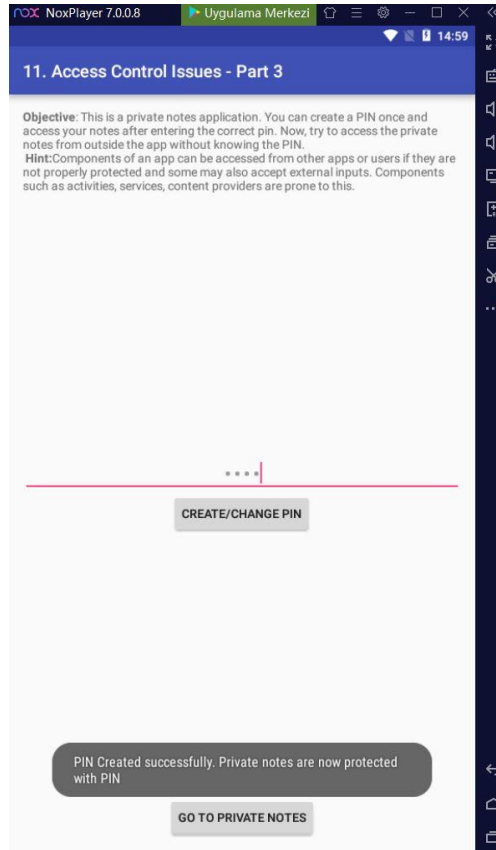 nox NoxPlayer 7.0.0.8 Uygulama Merkezi
14:59
11. Access Control Issues - Part 3
Objective: This is a private notes application. You can create a PIN once and
access your notes after entering the correct pin. Now, try to access the private
notes from outside the app without knowing the PIN.
Hint:Components of an app can be accessed from other apps or users if they are
not properly protected and some may also accept external inputs. Components
such as activities, services, content providers are prone to this.
CREATE/CHANGE PIN
PIN Created successfully. Private notes are now protected
with PIN
GO TO PRIVATE NOTES